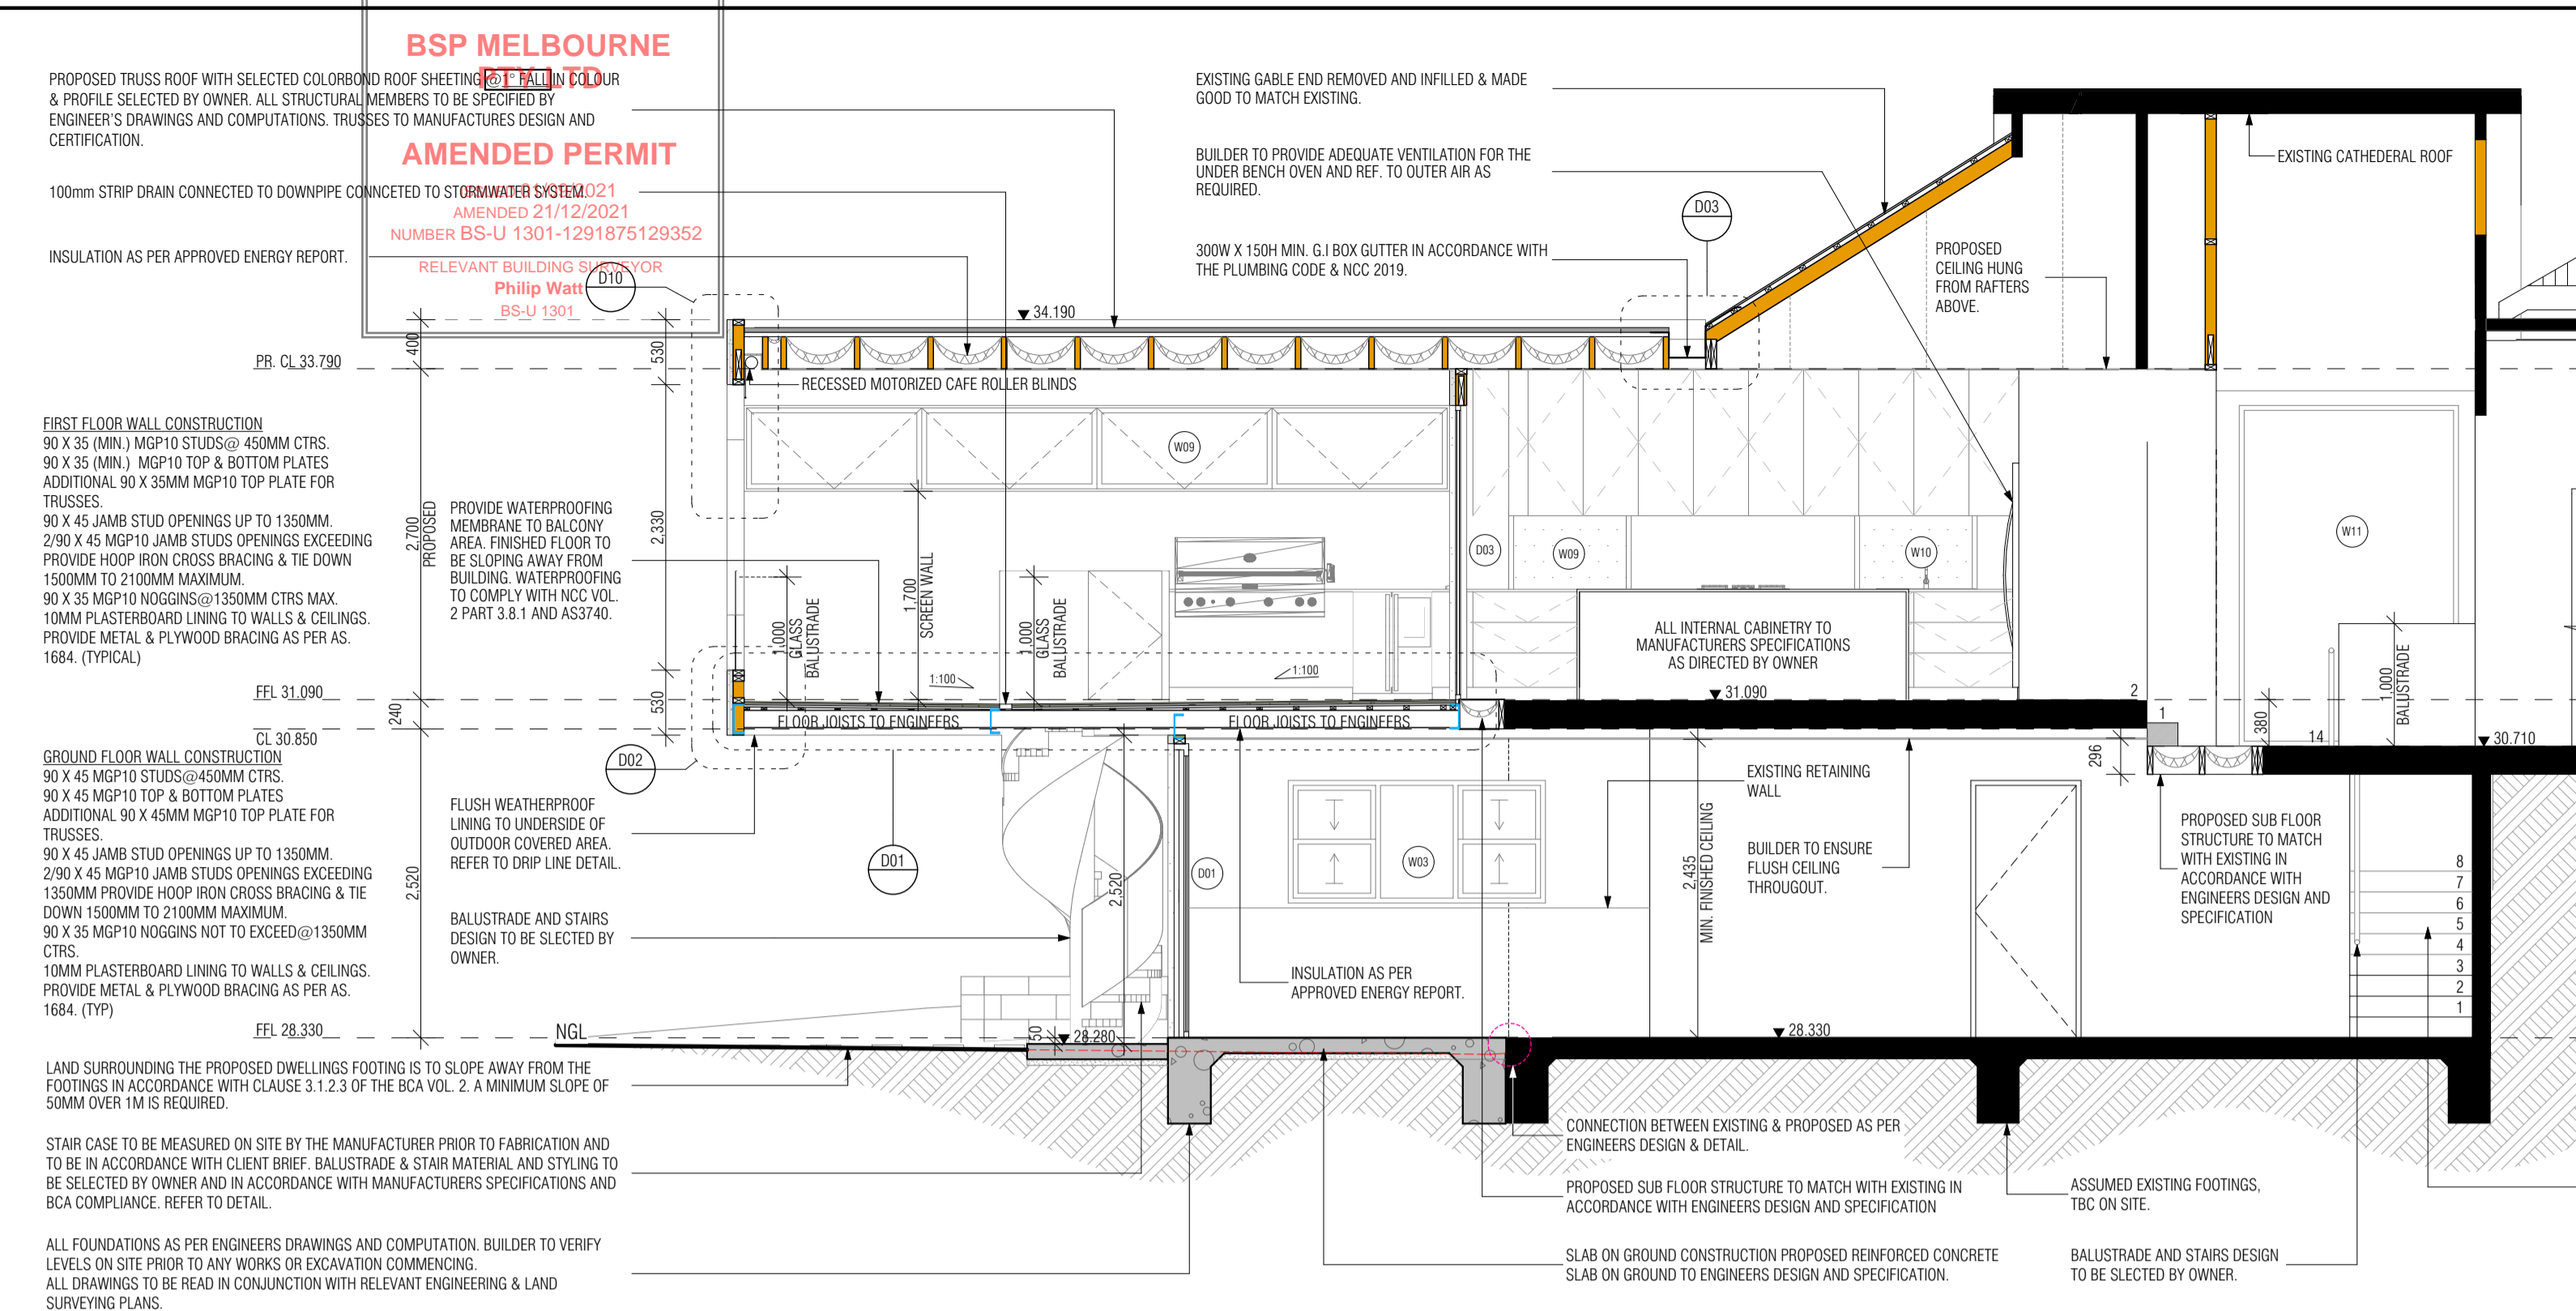 BSP MELBOURNE
PTY LTD
AMENDED PERMIT
AMENDED 21/12/2021
NUMBER BS-U 1301-1291875129352
RELEVANT BUILDING SURVEYOR
Philip Watt
BS-U 1301
PROPOSED TRUSS ROOF WITH SELECTED COLORBOND ROOF SHEETING @1° FALL IN COLOUR
& PROFILE SELECTED BY OWNER. ALL STRUCTURAL MEMBERS TO BE SPECIFIED BY
ENGINEER'S DRAWINGS AND COMPUTATIONS. TRUSSES TO MANUFACTURES DESIGN AND
CERTIFICATION.
100mm STRIP DRAIN CONNECTED TO DOWNPIPE CONNCETED TO STORMWATER SYSTEM.
INSULATION AS PER APPROVED ENERGY REPORT.
D10
EXISTING GABLE END REMOVED AND INFILLED & MADE
GOOD TO MATCH EXISTING.
BUILDER TO PROVIDE ADEQUATE VENTILATION FOR THE
UNDER BENCH OVEN AND REF. TO OUTER AIR AS
REQUIRED.
300W X 150H MIN. G.I BOX GUTTER IN ACCORDANCE WITH
THE PLUMBING CODE & NCC 2019.
D03
EXISTING CATHEDERAL ROOF
PROPOSED
CEILING HUNG
FROM RAFTERS
ABOVE.
34.190
400
530
PR. CL 33.790
RECESSED MOTORIZED CAFE ROLLER BLINDS
FIRST FLOOR WALL CONSTRUCTION
90 X 35 (MIN.) MGP10 STUDS@ 450MM CTRS.
90 X 35 (MIN.) MGP10 TOP & BOTTOM PLATES
ADDITIONAL 90 X 35MM MGP10 TOP PLATE FOR
TRUSSES.
90 X 45 JAMB STUD OPENINGS UP TO 1350MM.
2/90 X 45 MGP10 JAMB STUDS OPENINGS EXCEEDING
PROVIDE HOOP IRON CROSS BRACING & TIE DOWN
1500MM TO 2100MM MAXIMUM.
90 X 35 MGP10 NOGGINS@1350MM CTRS MAX.
10MM PLASTERBOARD LINING TO WALLS & CEILINGS.
PROVIDE METAL & PLYWOOD BRACING AS PER AS.
1684. (TYPICAL)
2,700
PROPOSED
PROVIDE WATERPROOFING
MEMBRANE TO BALCONY
AREA. FINISHED FLOOR TO
BE SLOPING AWAY FROM
BUILDING. WATERPROOFING
TO COMPLY WITH NCC VOL.
2 PART 3.8.1 AND AS3740.
2,330
1,000
GLASS
BALUSTRADE
1,700
SCREEN WALL
1,000
GLASS
BALUSTRADE
W09
D03
W09
W10
W11
ALL INTERNAL CABINETRY TO
MANUFACTURERS SPECIFICATIONS
AS DIRECTED BY OWNER
1:100
1:100
1,000
BALUSTRADE
FFL 31.090
31.090
2
1
240
530
FLOOR JOISTS TO ENGINEERS
FLOOR JOISTS TO ENGINEERS
380
14
30.710
296
CL 30.850
GROUND FLOOR WALL CONSTRUCTION
90 X 45 MGP10 STUDS@450MM CTRS.
90 X 45 MGP10 TOP & BOTTOM PLATES
ADDITIONAL 90 X 45MM MGP10 TOP PLATE FOR
TRUSSES.
90 X 45 JAMB STUD OPENINGS UP TO 1350MM.
2/90 X 45 MGP10 JAMB STUDS OPENINGS EXCEEDING
1350MM PROVIDE HOOP IRON CROSS BRACING & TIE
DOWN 1500MM TO 2100MM MAXIMUM.
90 X 35 MGP10 NOGGINS NOT TO EXCEED@1350MM
CTRS.
10MM PLASTERBOARD LINING TO WALLS & CEILINGS.
PROVIDE METAL & PLYWOOD BRACING AS PER AS.
1684. (TYP)
2,520
D02
D01
FLUSH WEATHERPROOF
LINING TO UNDERSIDE OF
OUTDOOR COVERED AREA.
REFER TO DRIP LINE DETAIL.
BALUSTRADE AND STAIRS
DESIGN TO BE SLECTED BY
OWNER.
2,520
D01
W03
EXISTING RETAINING
WALL
2,435
MIN. FINISHED CEILING
BUILDER TO ENSURE
FLUSH CEILING
THROUGOUT.
INSULATION AS PER
APPROVED ENERGY REPORT.
PROPOSED SUB FLOOR
STRUCTURE TO MATCH
WITH EXISTING IN
ACCORDANCE WITH
ENGINEERS DESIGN AND
SPECIFICATION
8
7
6
5
4
3
2
1
FFL 28.330
NGL
50
28.280
28.330
LAND SURROUNDING THE PROPOSED DWELLINGS FOOTING IS TO SLOPE AWAY FROM THE
FOOTINGS IN ACCORDANCE WITH CLAUSE 3.1.2.3 OF THE BCA VOL. 2. A MINIMUM SLOPE OF
50MM OVER 1M IS REQUIRED.
STAIR CASE TO BE MEASURED ON SITE BY THE MANUFACTURER PRIOR TO FABRICATION AND
TO BE IN ACCORDANCE WITH CLIENT BRIEF. BALUSTRADE & STAIR MATERIAL AND STYLING TO
BE SELECTED BY OWNER AND IN ACCORDANCE WITH MANUFACTURERS SPECIFICATIONS AND
BCA COMPLIANCE. REFER TO DETAIL.
ALL FOUNDATIONS AS PER ENGINEERS DRAWINGS AND COMPUTATION. BUILDER TO VERIFY
LEVELS ON SITE PRIOR TO ANY WORKS OR EXCAVATION COMMENCING.
ALL DRAWINGS TO BE READ IN CONJUNCTION WITH RELEVANT ENGINEERING & LAND
SURVEYING PLANS.
CONNECTION BETWEEN EXISTING & PROPOSED AS PER
ENGINEERS DESIGN & DETAIL.
PROPOSED SUB FLOOR STRUCTURE TO MATCH WITH EXISTING IN
ACCORDANCE WITH ENGINEERS DESIGN AND SPECIFICATION
SLAB ON GROUND CONSTRUCTION PROPOSED REINFORCED CONCRETE
SLAB ON GROUND TO ENGINEERS DESIGN AND SPECIFICATION.
ASSUMED EXISTING FOOTINGS,
TBC ON SITE.
BALUSTRADE AND STAIRS DESIGN
TO BE SLECTED BY OWNER.